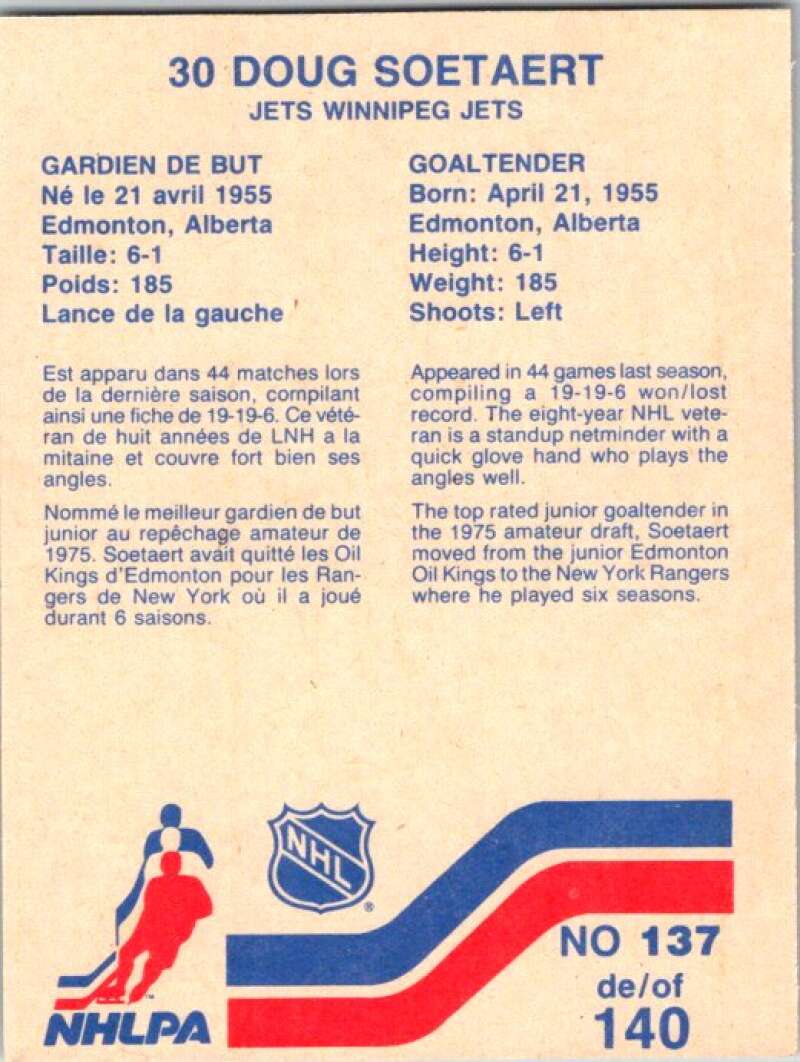 30 DOUG SOETAERT
JETS WINNIPEG JETS
GARDIEN DE BUT
Né le 21 avril 1955
Edmonton, Alberta
Taille: 6-1
Poids: 185
Lance de la gauche
Est apparu dans 44 matches lors
de la dernière saison, compilant
ainsi une fiche de 19-19-6. Ce vété-
ran de huit années de LNH a la
mitaine et couvre fort bien ses
angles.
Nommé le meilleur gardien de but
junior au repêchage amateur de
1975. Soetaert avait quitté les Oil
Kings d'Edmonton pour les Ran-
gers de New York où il a joué
durant 6 saisons.
GOALTENDER
Born: April 21, 1955
Edmonton, Alberta
Height: 6-1
Weight: 185
Shoots: Left
Appeared in 44 games last season,
compiling a 19-19-6 won/lost
record. The eight-year NHL vete-
ran is a standup netminder with a
quick glove hand who plays the
angles well.
The top rated junior goaltender in
the 1975 amateur draft, Soetaert
moved from the junior Edmonton
Oil Kings to the New York Rangers
where he played six seasons.
NHLPA
NHL
®
NO 137
de/of
140